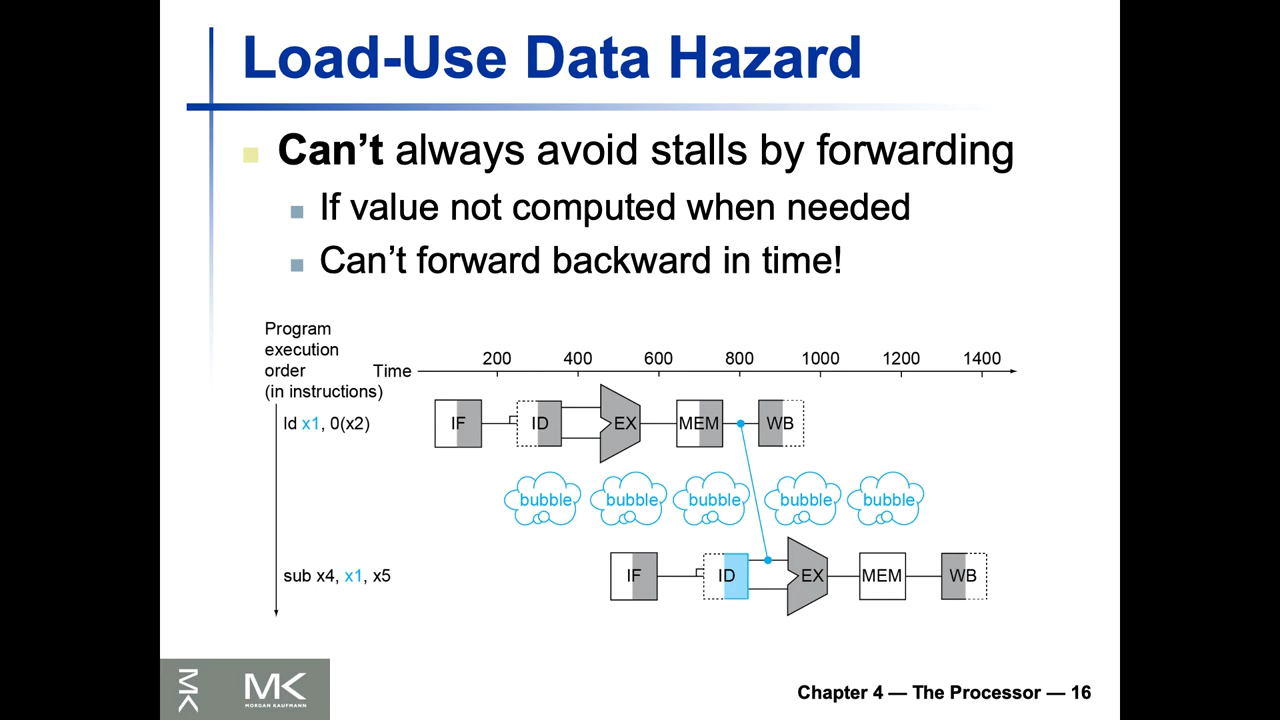 Load-Use Data Hazard
Can’t always avoid stalls by forwarding
If value not computed when needed
Can’t forward backward in time!
Program
execution
order
(in instructions)
Time
200 400 600 800 1000 1200 1400
ld x1, 0(x2)
IF ID EX MEM WB
bubble bubble bubble bubble bubble
sub x4, x1, x5
IF ID EX MEM WB
MK
MK
MORGAN KAUFMANN
Chapter 4 — The Processor — 16